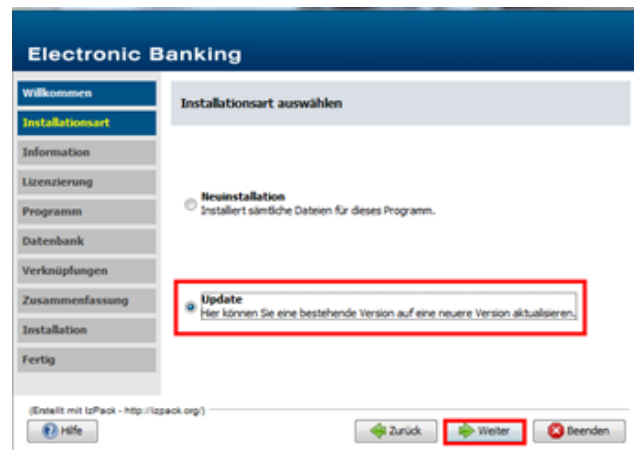 Electronic Banking
Willkommen
Installationsart
Information
Lizenzierung
Programm
Datenbank
Verknüpfungen
Zusammenfassung
Installation
Fertig
Installationsart auswählen
Neuinstallation
Installiert sämtliche Dateien für dieses Programm.
Update
Hier können Sie eine bestehende Version auf eine neuere Version aktualisieren.
(Erstellt mit IzPack - http://izpack.org/)
Hilfe
Zurück
Weiter
Beenden